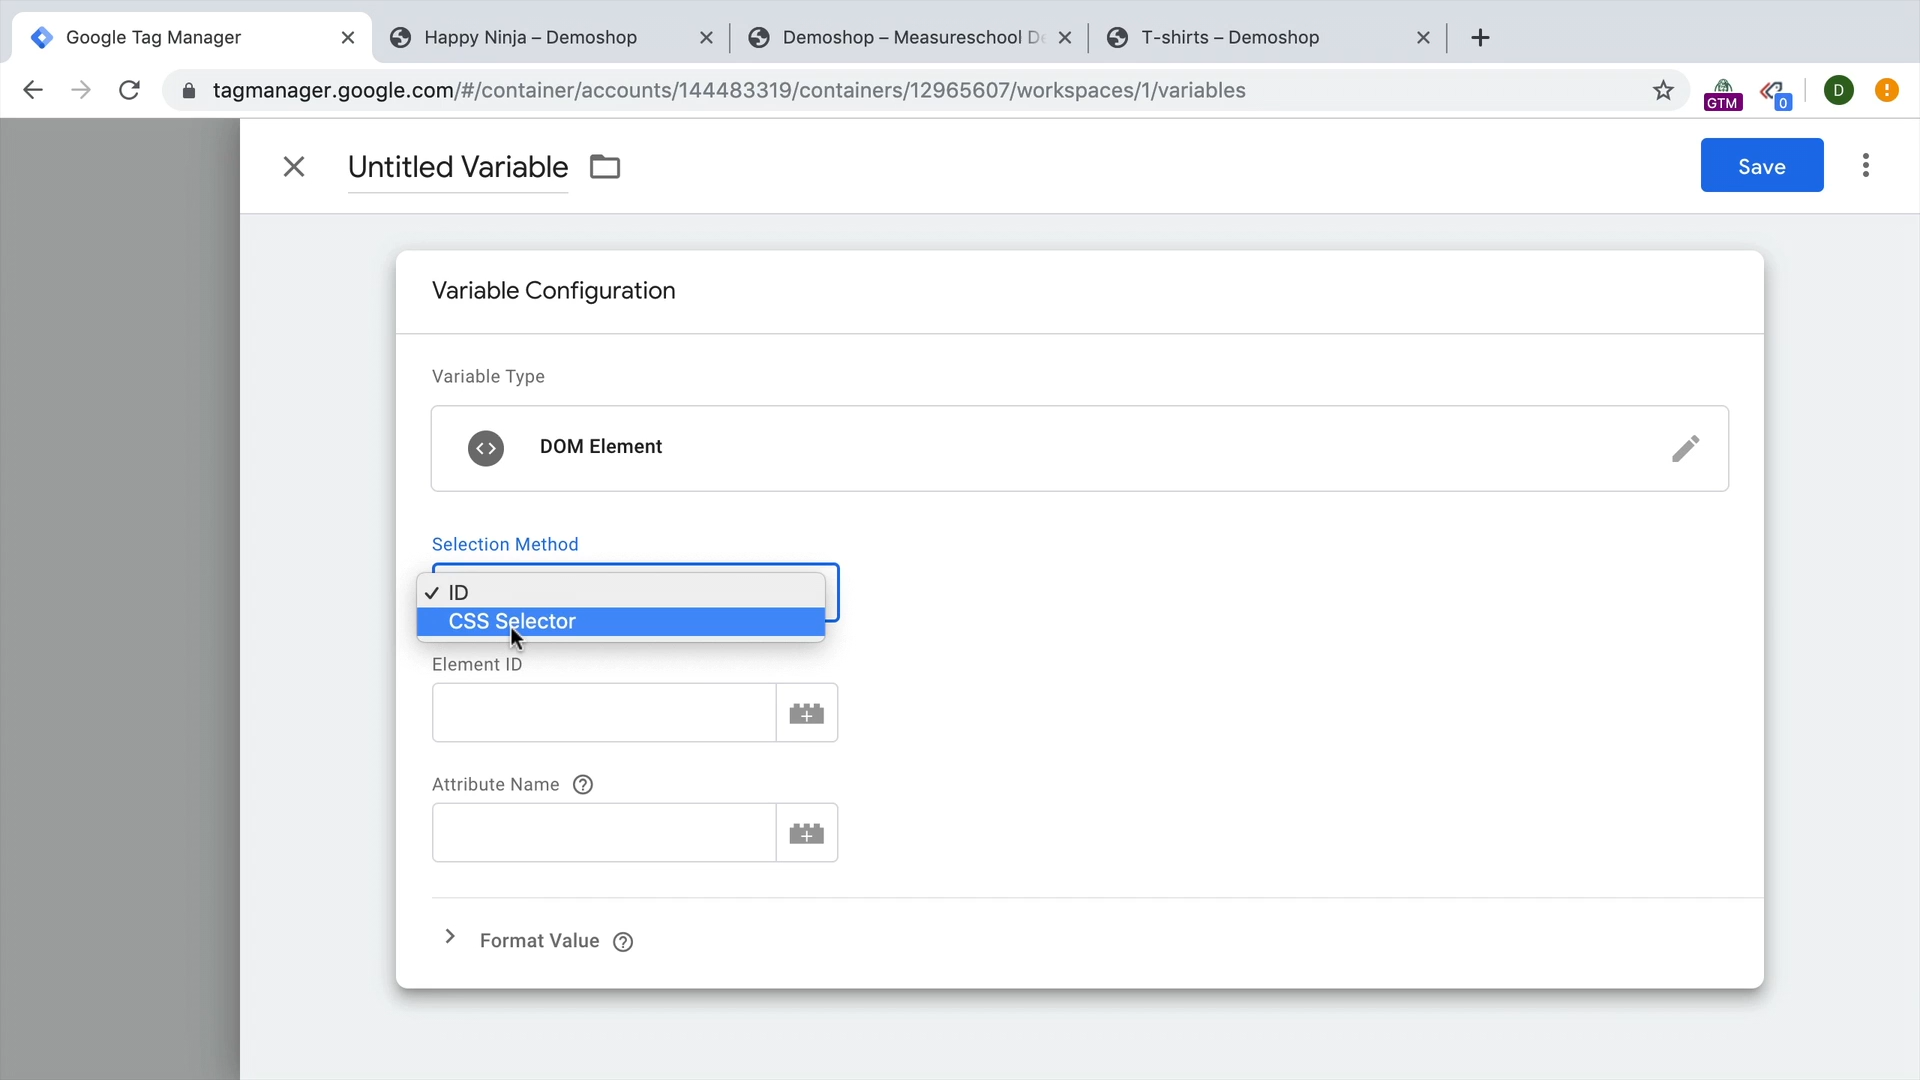 Google Tag Manager
Happy Ninja – Demoshop
Demoshop – Measureschool De
T-shirts – Demoshop
tagmanager.google.com/#/container/accounts/144483319/containers/12965607/workspaces/1/variables
GTM
0
D
!
Untitled Variable
Save
Variable Configuration
Variable Type
DOM Element
Selection Method
✓ ID
CSS Selector
Element ID
Attribute Name ?
Format Value ?